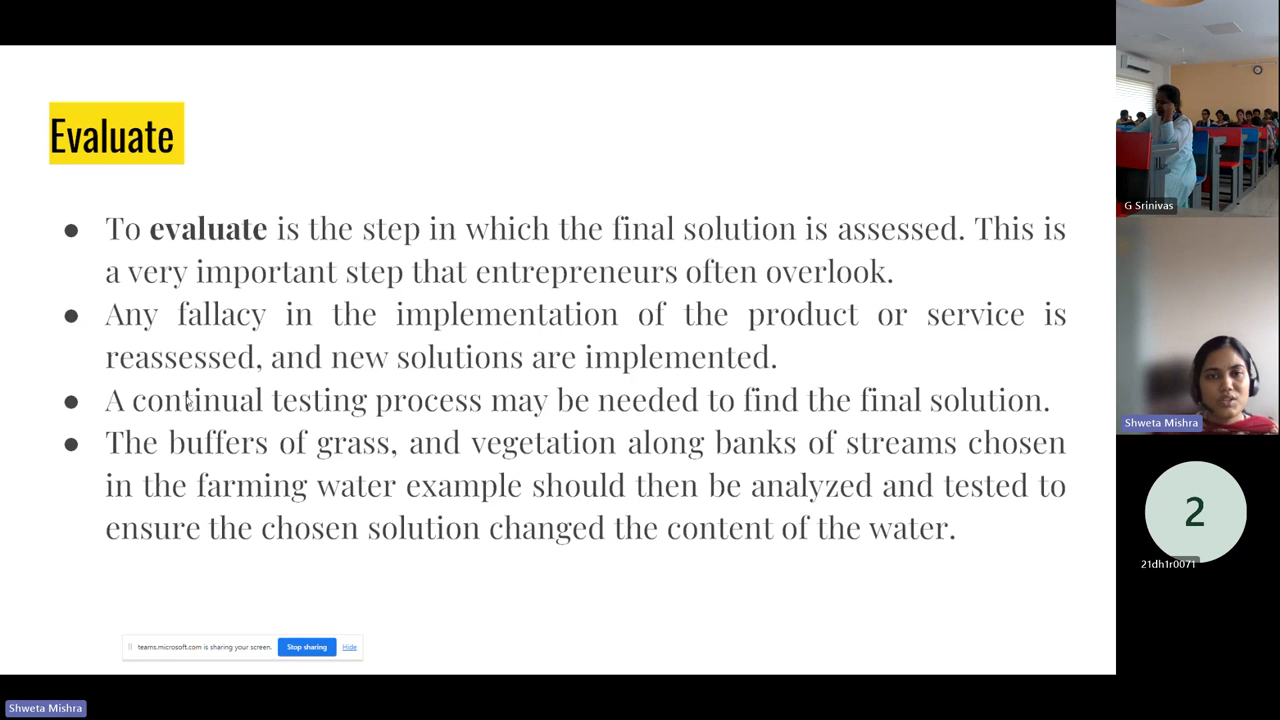 Evaluate
● To evaluate is the step in which the final solution is assessed. This is
a very important step that entrepreneurs often overlook.
● Any fallacy in the implementation of the product or service is
reassessed, and new solutions are implemented.
● A continual testing process may be needed to find the final solution.
● The buffers of grass, and vegetation along banks of streams chosen
in the farming water example should then be analyzed and tested to
ensure the chosen solution changed the content of the water.
teams.microsoft.com is sharing your screen. Stop sharing Hide
Shweta Mishra
G Srinivas
Shweta Mishra
2
21dh1r0071